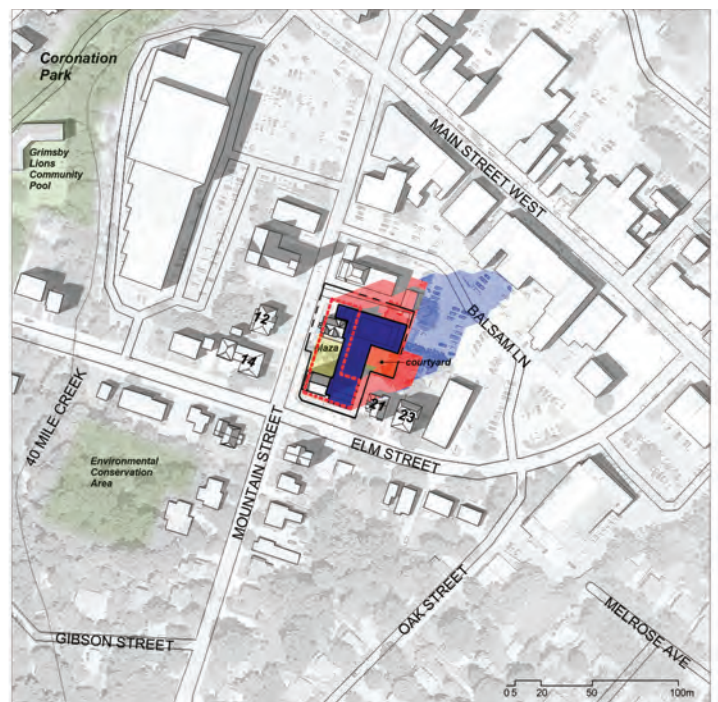 Coronation
Park
Grimsby
Lions
Community
Pool
MAIN STREET WEST
BALSAM LN
12
14
plaza
courtyard
21
23
ELM STREET
40 MILE CREEK
Environmental
Conservation
Area
MOUNTAIN STREET
OAK STREET
GIBSON STREET
MELROSE AVE
0 5 20 50 100m